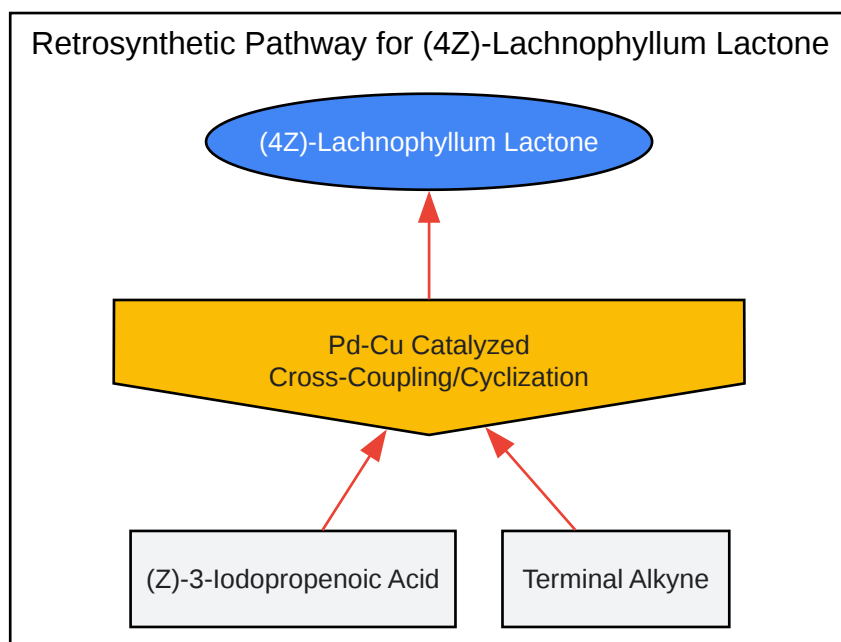 Retrosynthetic Pathway for (4Z)-Lachnophyllum Lactone
(4Z)-Lachnophyllum Lactone
Pd-Cu Catalyzed
Cross-Coupling/Cyclization
(Z)-3-Iodopropenoic Acid
Terminal Alkyne